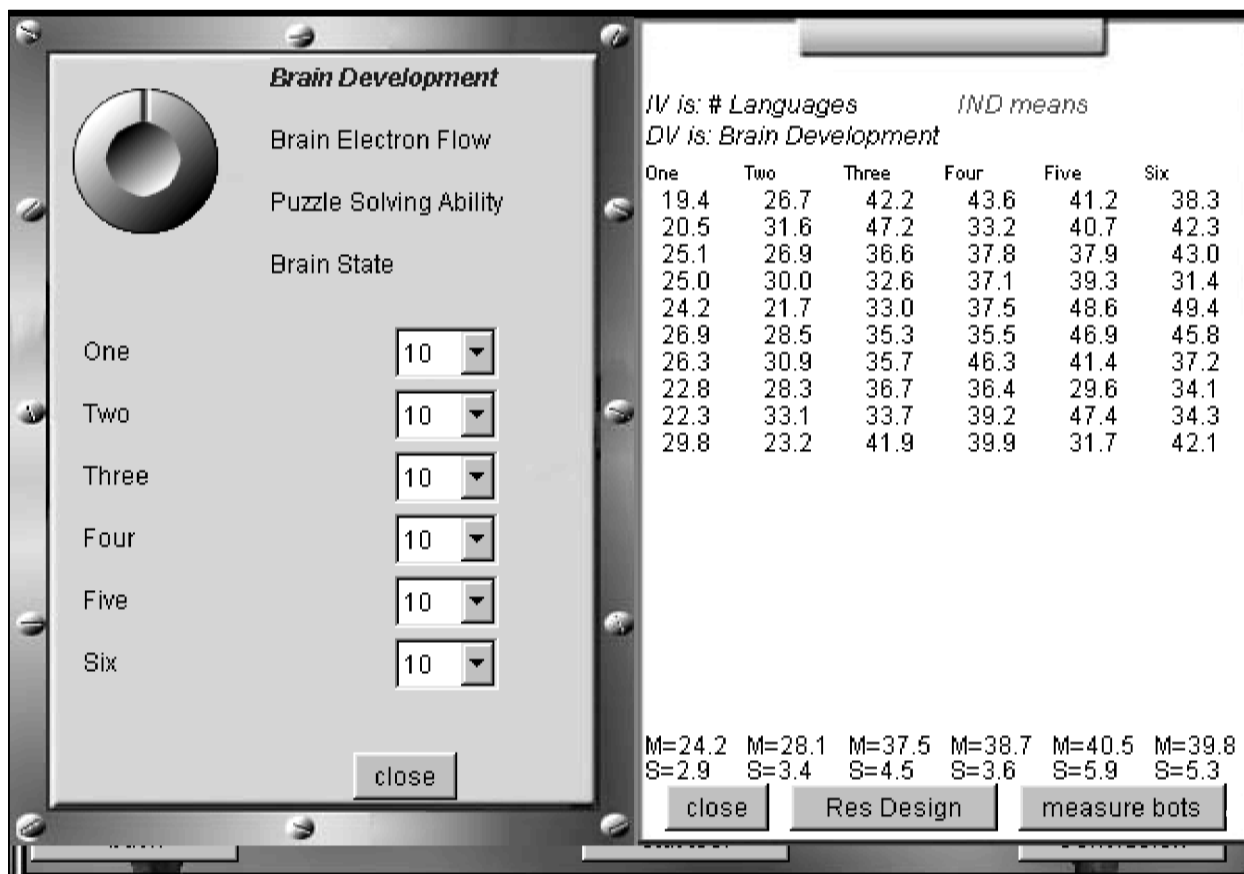 Brain Development
Brain Electron Flow
Puzzle Solving Ability
Brain State
One 10
Two 10
Three 10
Four 10
Five 10
Six 10
close
IV is: # Languages IND means
DV is: Brain Development
One Two Three Four Five Six
19.4 26.7 42.2 43.6 41.2 38.3
20.5 31.6 47.2 33.2 40.7 42.3
25.1 26.9 36.6 37.8 37.9 43.0
25.0 30.0 32.6 37.1 39.3 31.4
24.2 21.7 33.0 37.5 48.6 49.4
26.9 28.5 35.3 35.5 46.9 45.8
26.3 30.9 35.7 46.3 41.4 37.2
22.8 28.3 36.7 36.4 29.6 34.1
22.3 33.1 33.7 39.2 47.4 34.3
29.8 23.2 41.9 39.9 31.7 42.1
M=24.2 M=28.1 M=37.5 M=38.7 M=40.5 M=39.8
S=2.9 S=3.4 S=4.5 S=3.6 S=5.9 S=5.3
close Res Design measure bots